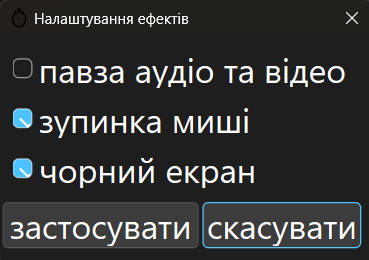 Налаштування ефектів
павза аудіо та відео
зупинка миші
чорний екран
застосувати скасувати